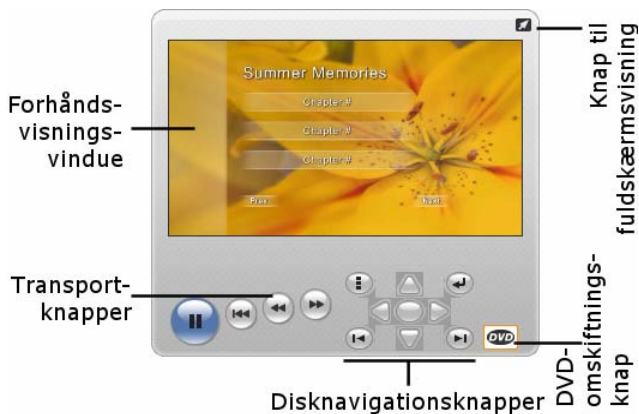 Knap til
fuldskærmsvisning
Summer Memories
Chapter #
Chapter #
Chapter #
Prev
Next
Forhånds-
visnings-
vindue
Transport-
knapper
DVD
DVD-
omskiftnings-
knap
Disknavigationsknapper